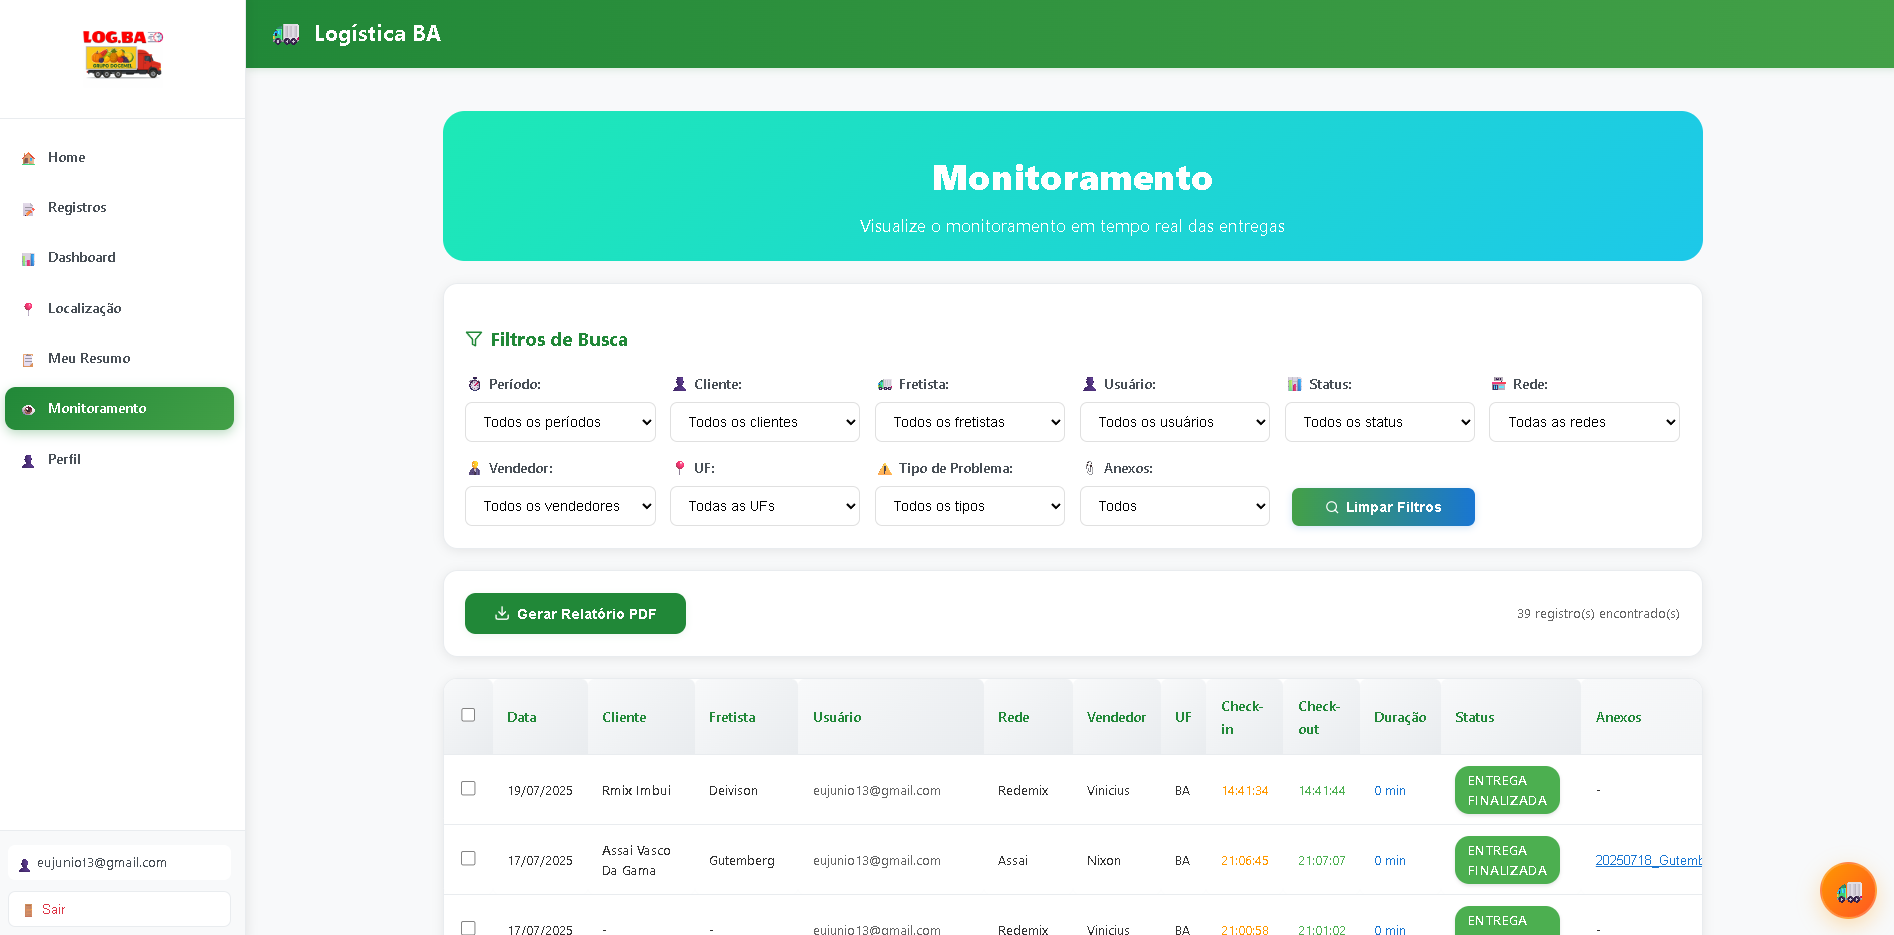 LOG.BA
GRUPO DOCEMEL
Logística BA
Home
Registros
Dashboard
Localização
Meu Resumo
Monitoramento
Perfil
eujunio13@gmail.com
Sair
Monitoramento
Visualize o monitoramento em tempo real das entregas
Filtros de Busca
Período: Cliente: Fretista: Usuário: Status: Rede:
Todos os períodos Todos os clientes Todos os fretistas Todos os usuários Todos os status Todas as redes
Vendedor: UF: Tipo de Problema: Anexos:
Todos os vendedores Todas as UFs Todos os tipos Todos Limpar Filtros
Gerar Relatório PDF 39 registro(s) encontrado(s)
Data Cliente Fretista Usuário Rede Vendedor UF Check-in Check-out Duração Status Anexos
19/07/2025 Rmix Imbui Deivison eujunio13@gmail.com Redemix Vinicius BA 14:41:34 14:41:44 0 min ENTREGA FINALIZADA -
17/07/2025 Assai Vasco Da Gama Gutemberg eujunio13@gmail.com Assai Nixon BA 21:06:45 21:07:07 0 min ENTREGA FINALIZADA 20250718_Gutemb
17/07/2025 - - eujunio13@gmail.com Redemix Vinicius BA 21:00:58 21:01:02 0 min ENTREGA -